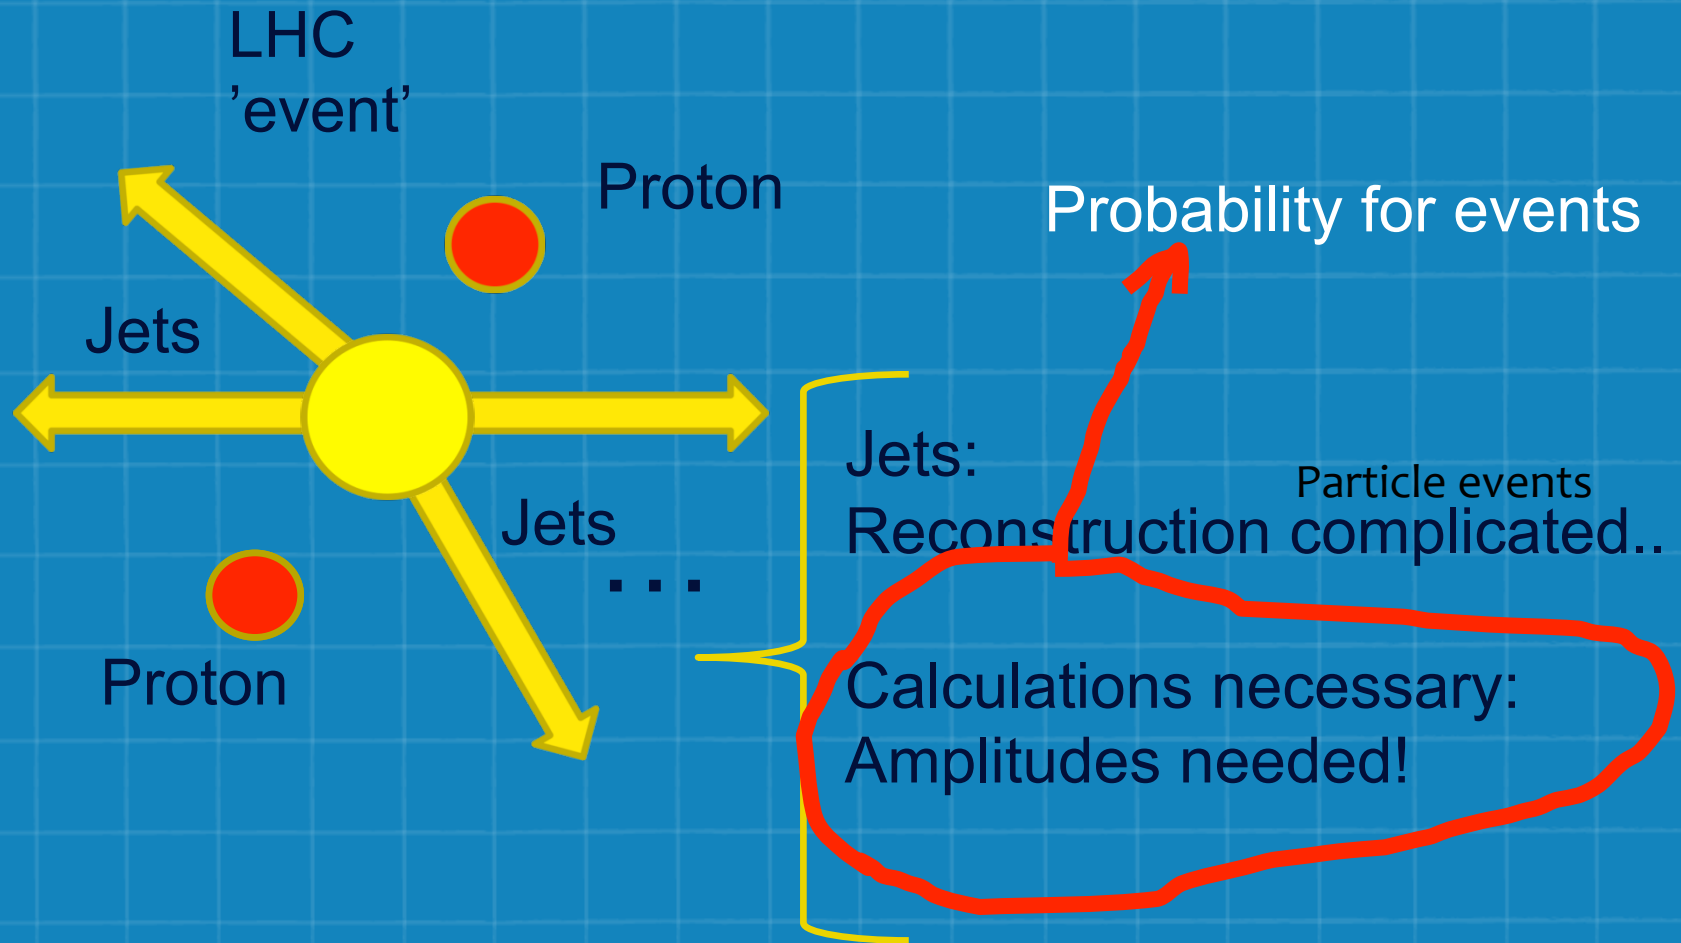 LHC
’event’
Proton
Probability for events
Jets
Jets:
Particle events
Reconstruction complicated..
Jets
...
Proton
Calculations necessary:
Amplitudes needed!